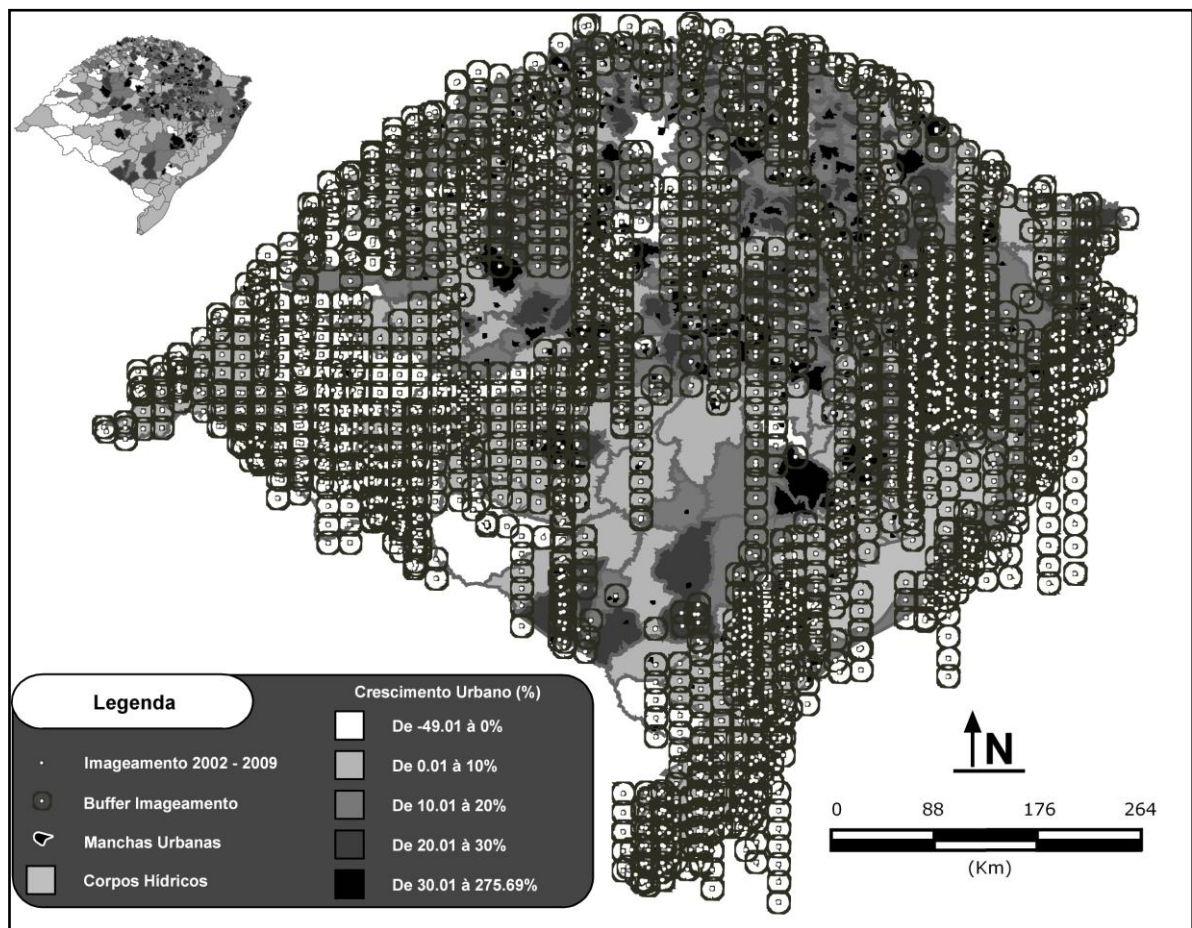 Legenda
Imageamento 2002 - 2009
Buffer Imageamento
Manchas Urbanas
Corpos Hídricos
Crescimento Urbano (%)
De -49.01 à 0%
De 0.01 à 10%
De 10.01 à 20%
De 20.01 à 30%
De 30.01 à 275.69%
N
0 88 176 264
(Km)